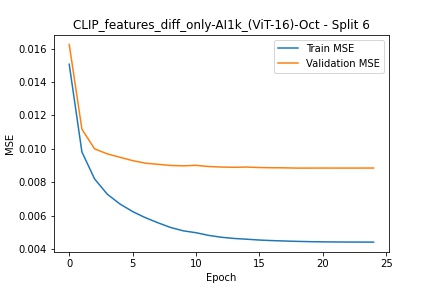 CLIP_features_diff_only-AI1k_(ViT-16)-Oct - Split 6
Train MSE
Validation MSE
MSE
0.016
0.014
0.012
0.010
0.008
0.006
0.004
0 5 10 15 20 25
Epoch